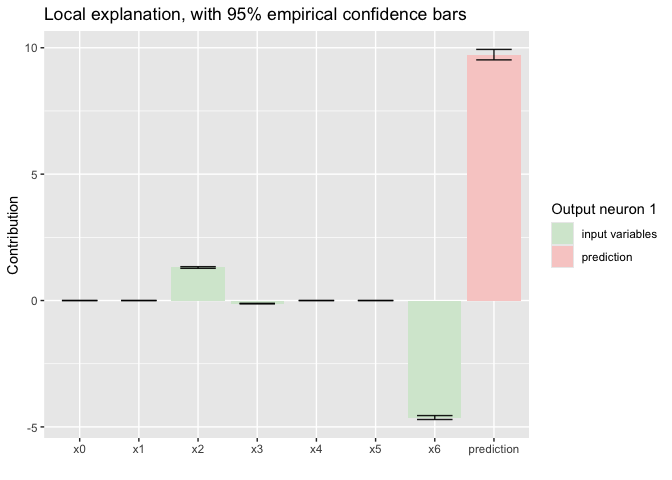 Local explanation, with 95% empirical confidence bars
Contribution
10
5
0
-5
x0 x1 x2 x3 x4 x5 x6 prediction
Output neuron 1
input variables
prediction